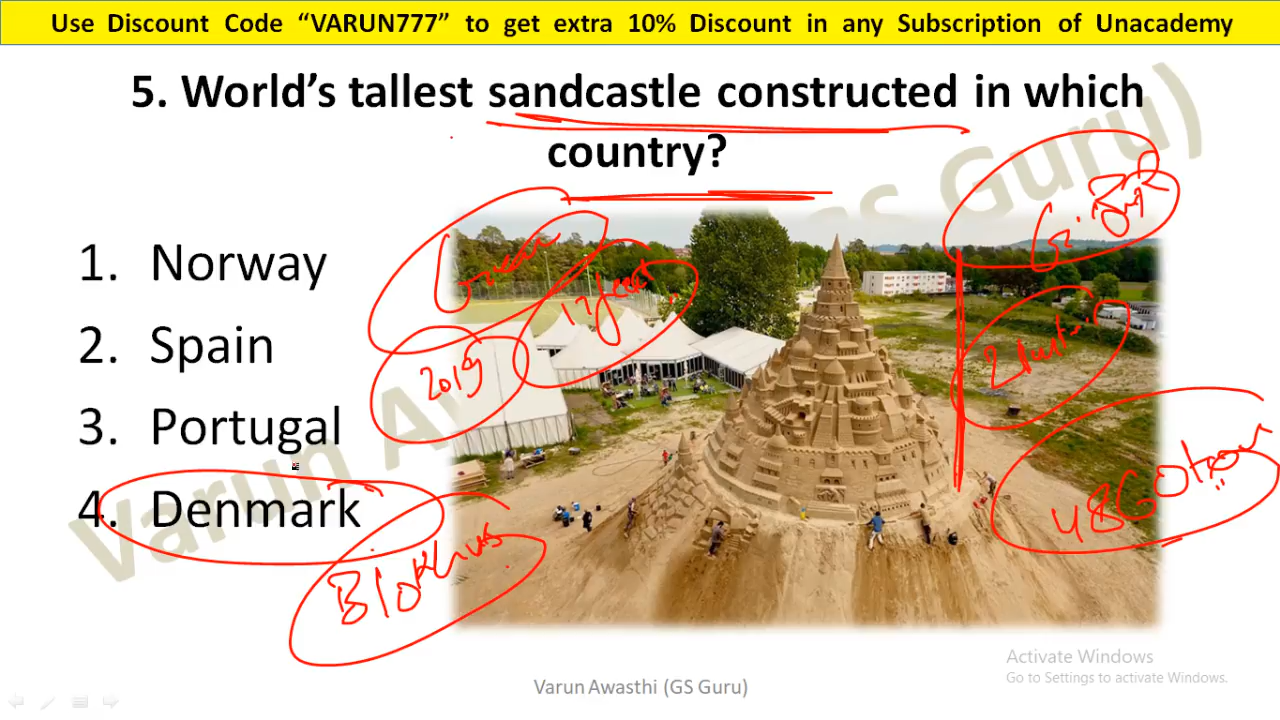 Use Discount Code “VARUN777” to get extra 10% Discount in any Subscription of Unacademy
5. World’s tallest sandcastle constructed in which
country?
1. Norway
2. Spain
3. Portugal
4. Denmark
2019
17 feet
Blokhus
4860
Varun Awasthi (GS Guru)
Activate Windows
Go to Settings to activate Windows.